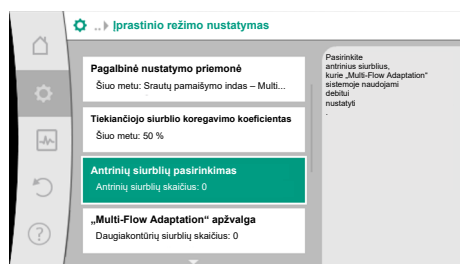 ..▸ Įprastinio režimo nustatymas
Pagalbinė nustatymo priemonė
Šiuo metu: Srautų pamaišymo indas – Multi...
Tiekiančiojo siurblio koregavimo koeficientas
Šiuo metu: 50 %
Antrinių siurblių pasirinkimas
Antrinių siurblių skaičius: 0
„Multi-Flow Adaptation“ apžvalga
Daugiakontūrių siurblių skaičius: 0
Pasirinkite
antrinius siurblius,
kurie „Multi-Flow Adaptation“
sistemoje naudojami
debitui
nustatyti
.